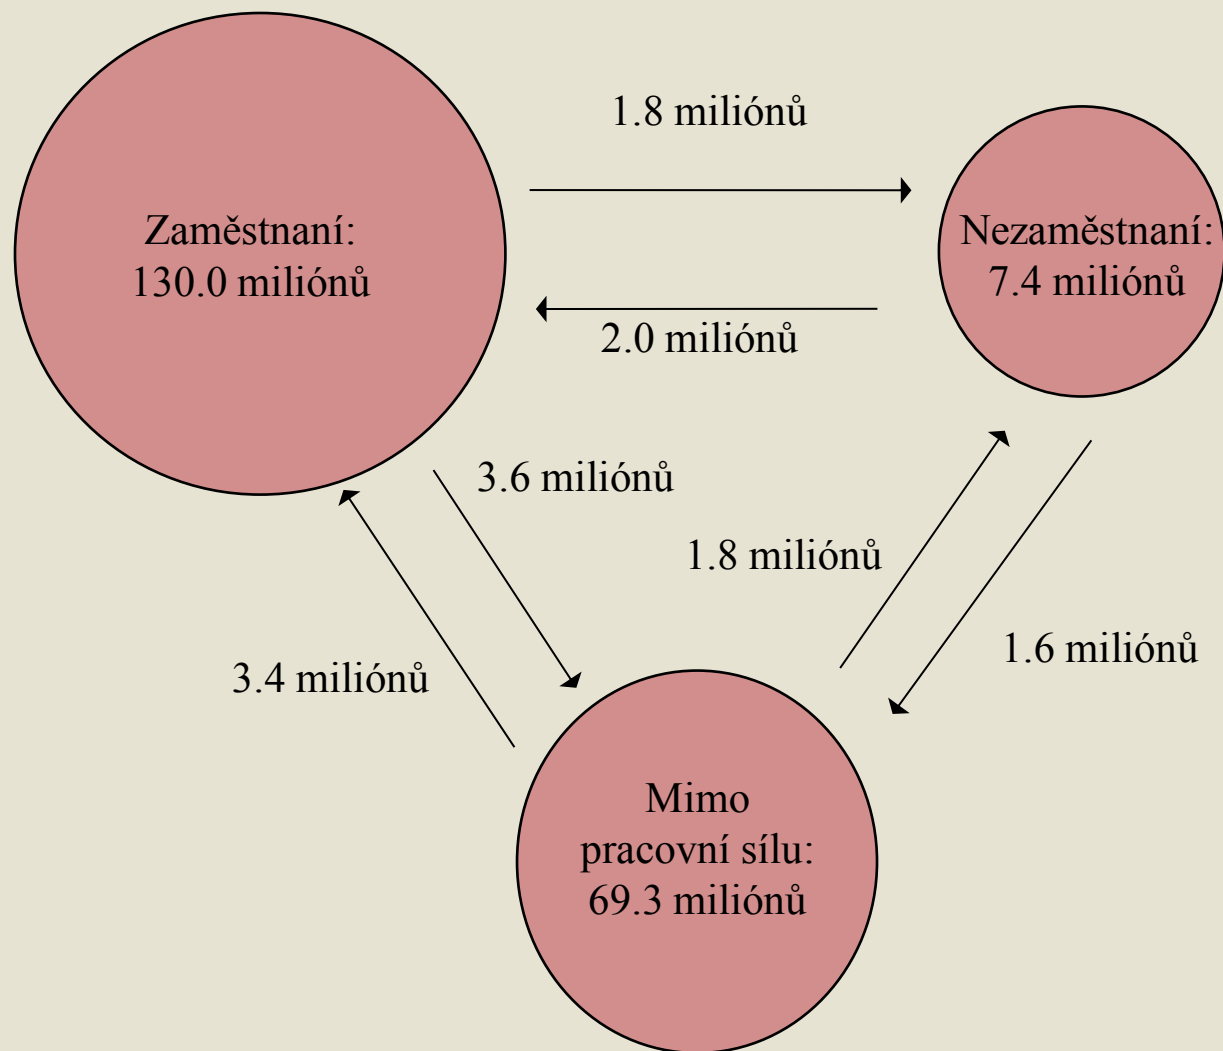 1.8 miliónů
Zaměstnaní:
130.0 miliónů
Nezaměstnaní:
7.4 miliónů
2.0 miliónů
3.6 miliónů
1.8 miliónů
1.6 miliónů
3.4 miliónů
Mimo
pracovní sílu:
69.3 miliónů